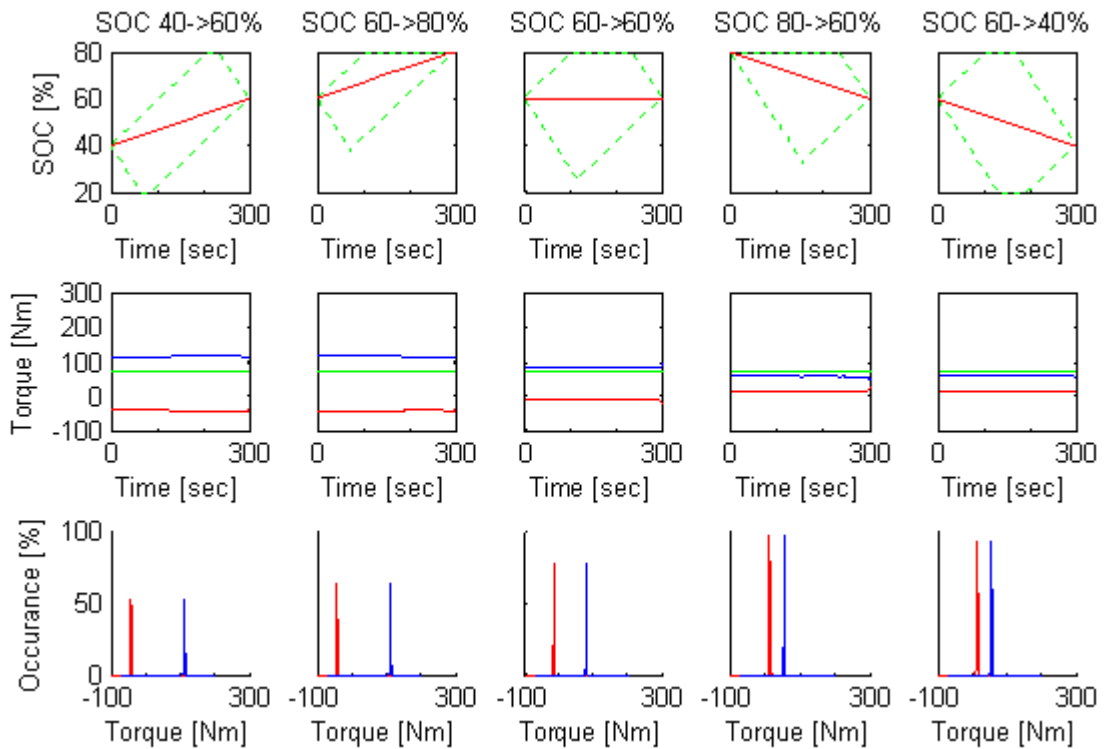 SOC 40->60% SOC 60->80% SOC 60->60% SOC 80->60% SOC 60->40%
80
60
40
20
SOC [%]
0 300 0 300 0 300 0 300 0 300
Time [sec] Time [sec] Time [sec] Time [sec] Time [sec]
300
200
100
0
-100
Torque [Nm]
0 300 0 300 0 300 0 300 0 300
Time [sec] Time [sec] Time [sec] Time [sec] Time [sec]
100
50
0
Occurance [%]
-100 300 -100 300 -100 300 -100 300 -100 300
Torque [Nm] Torque [Nm] Torque [Nm] Torque [Nm] Torque [Nm]